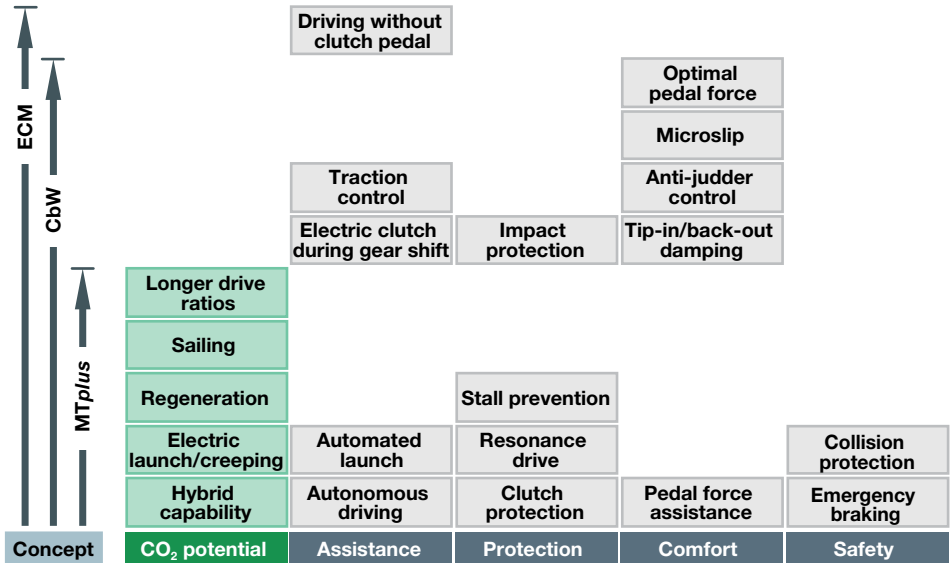 Driving without
clutch pedal
ECM
Optimal
pedal force
CbW
Microslip
Traction
control
Anti-judder
control
Electric clutch
during gear shift
Impact
protection
Tip-in/back-out
damping
MTplus
Longer drive
ratios
Sailing
Regeneration
Stall prevention
Electric
launch/creeping
Automated
launch
Resonance
drive
Collision
protection
Hybrid
capability
Autonomous
driving
Clutch
protection
Pedal force
assistance
Emergency
braking
Concept
CO₂ potential
Assistance
Protection
Comfort
Safety